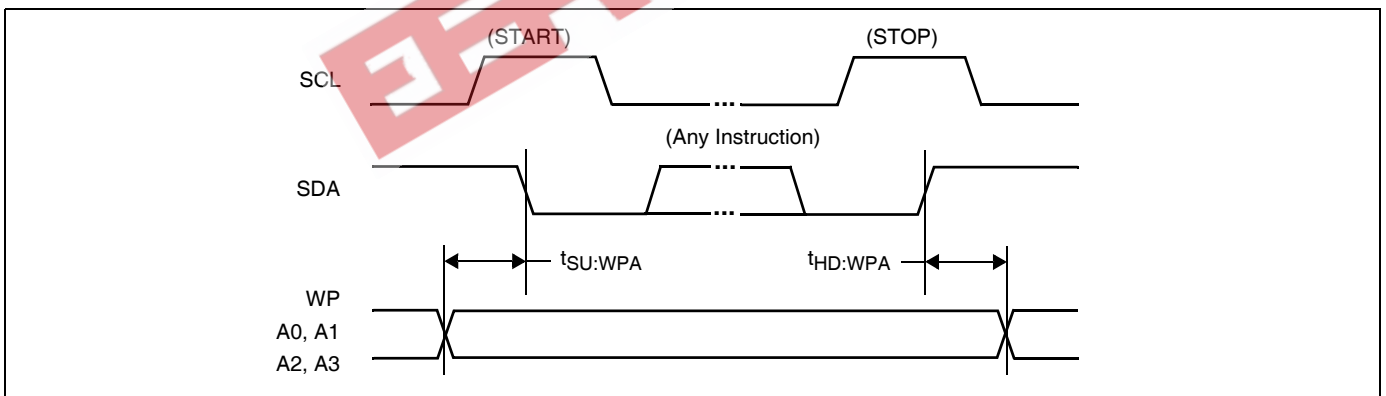 (START)
(STOP)
SCL
(Any Instruction)
SDA
tSU:WPA
tHD:WPA
WP
A0, A1
A2, A3